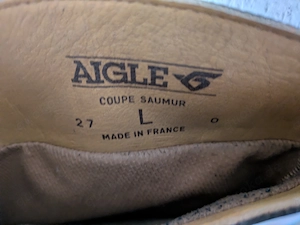 AIGLE
COUPE SAUMUR
27 L 0
MADE IN FRANCE